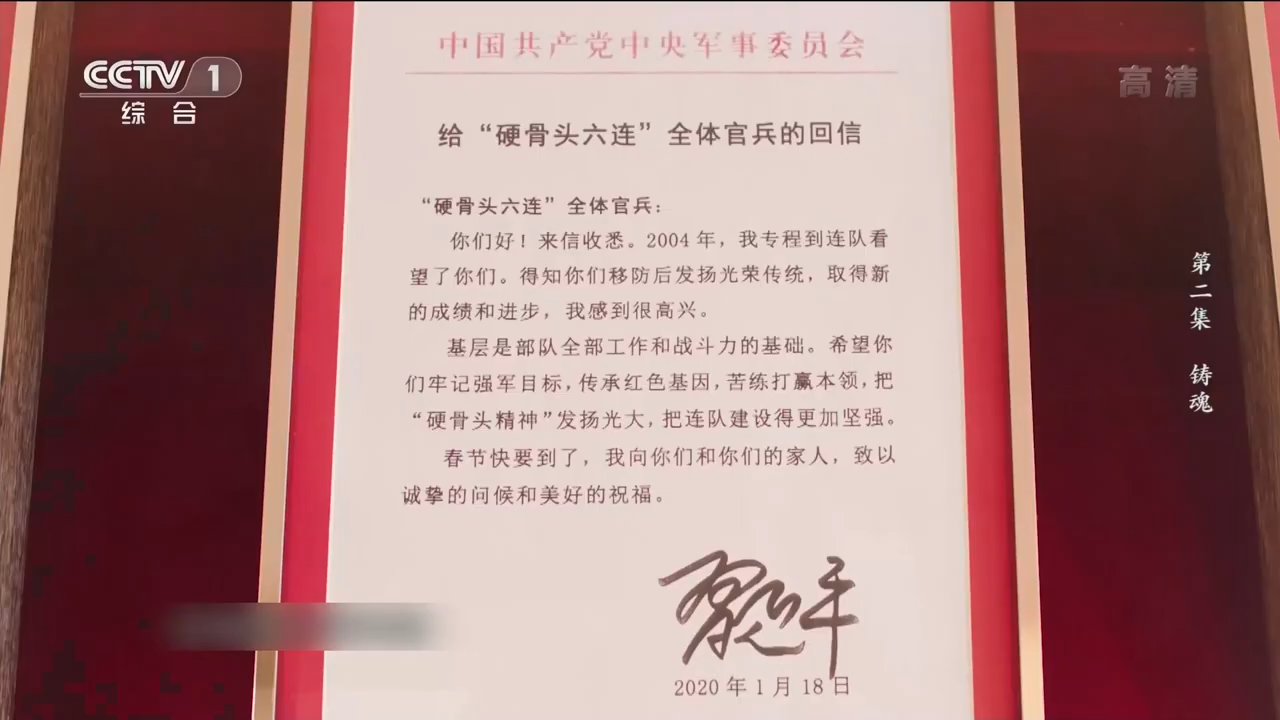 中国共产党中央军事委员会
CCTV 1
综合
高清
给“硬骨头六连”全体官兵的回信
“硬骨头六连”全体官兵：
你们好！来信收悉。2004年，我专程到连队看
望了你们。得知你们移防后发扬光荣传统，取得新
的成绩和进步，我感到很高兴。
基层是部队全部工作和战斗力的基础。希望你
们牢记强军目标，传承红色基因，苦练打赢本领，把
“硬骨头精神”发扬光大，把连队建设得更加坚强。
春节快要到了，我向你们和你们的家人，致以
诚挚的问候和美好的祝福。
2020年1月18日
第二集 铸魂